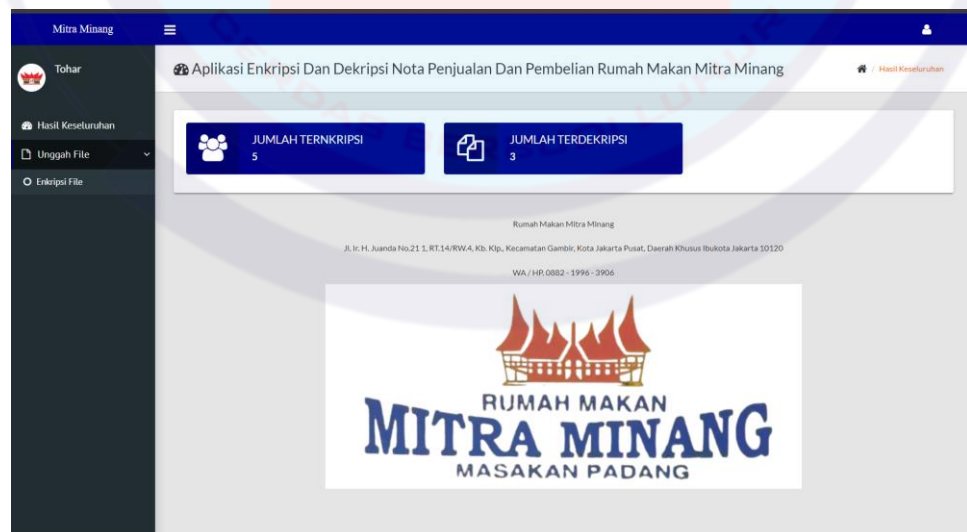 Mitra Minang
Tohar
Aplikasi Enkripsi Dan Dekripsi Nota Penjualan Dan Pembelian Rumah Makan Mitra Minang
/ Hasil Keseluruhan
Hasil Keseluruhan
Unggah File
Enkripsi File
JUMLAH TERNKRIPSI
5
JUMLAH TERDEKRIPSI
3
Rumah Makan Mitra Minang
Jl. Ir. H. Juanda No.21 1, RT.14/RW.4, Kb. Klp., Kecamatan Gambir, Kota Jakarta Pusat, Daerah Khusus Ibukota Jakarta 10120
WA / HP. 0882 - 1996 - 3906
RUMAH MAKAN
MITRA MINANG
MASAKAN PADANG
CERDAS BERBUDI LUHUR